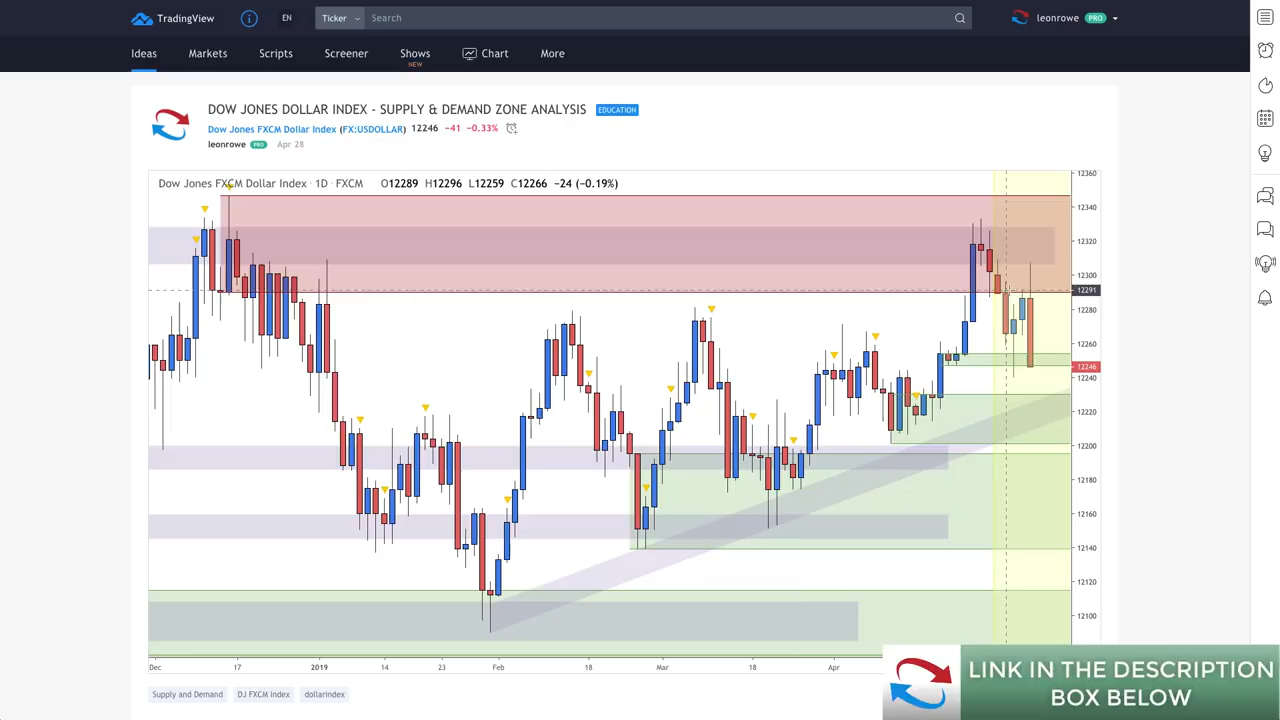 TradingView
i
EN
Ticker
Search
leonrowe PRO
Ideas
Markets
Scripts
Screener
Shows
NEW
Chart
More
DOW JONES DOLLAR INDEX - SUPPLY & DEMAND ZONE ANALYSIS EDUCATION
Dow Jones FXCM Dollar Index (FX:USDOLLAR) 12246 −41 −0.33%
leonrowe PRO Apr 28
Dow Jones FXCM Dollar Index · 1D · FXCM O12289 H12296 L12259 C12266 −24 (−0.19%)
12360
12340
12320
12300
12291
12280
12260
12246
12240
12220
12200
12180
12160
12140
12120
12100
Dec 17 2019 14 23 Feb 18 Mar 18 Apr
Supply and Demand
DJ FXCM Index
dollarindex
LINK IN THE DESCRIPTION
BOX BELOW